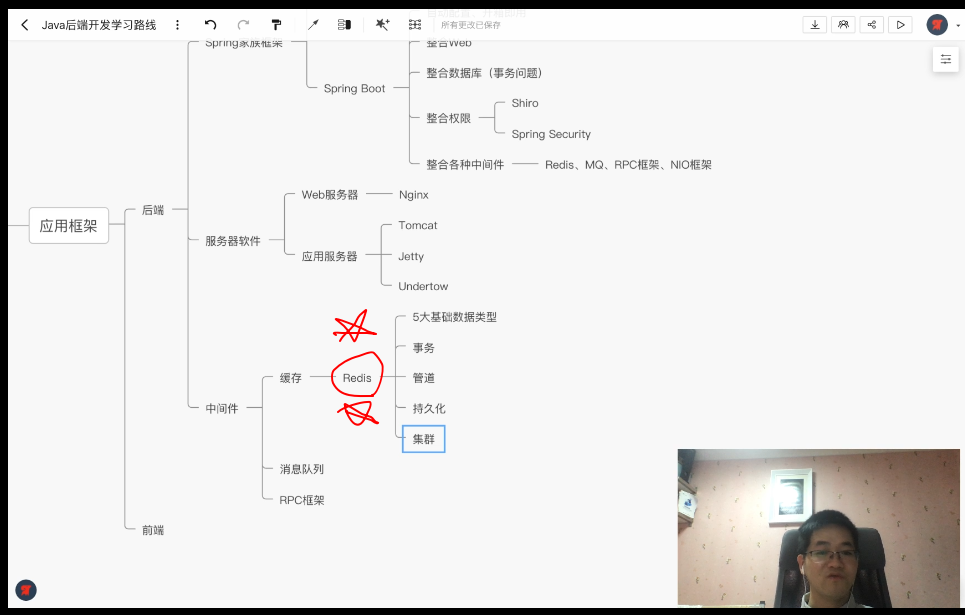 Java后端开发学习路线
所有更改已保存
Spring家族框架
整合Web
Spring Boot
整合数据库（事务问题）
整合权限
Shiro
Spring Security
整合各种中间件
Redis、MQ、RPC框架、NIO框架
应用框架
后端
服务器软件
Web服务器
Nginx
应用服务器
Tomcat
Jetty
Undertow
中间件
缓存
Redis
5大基础数据类型
事务
管道
持久化
集群
消息队列
RPC框架
前端